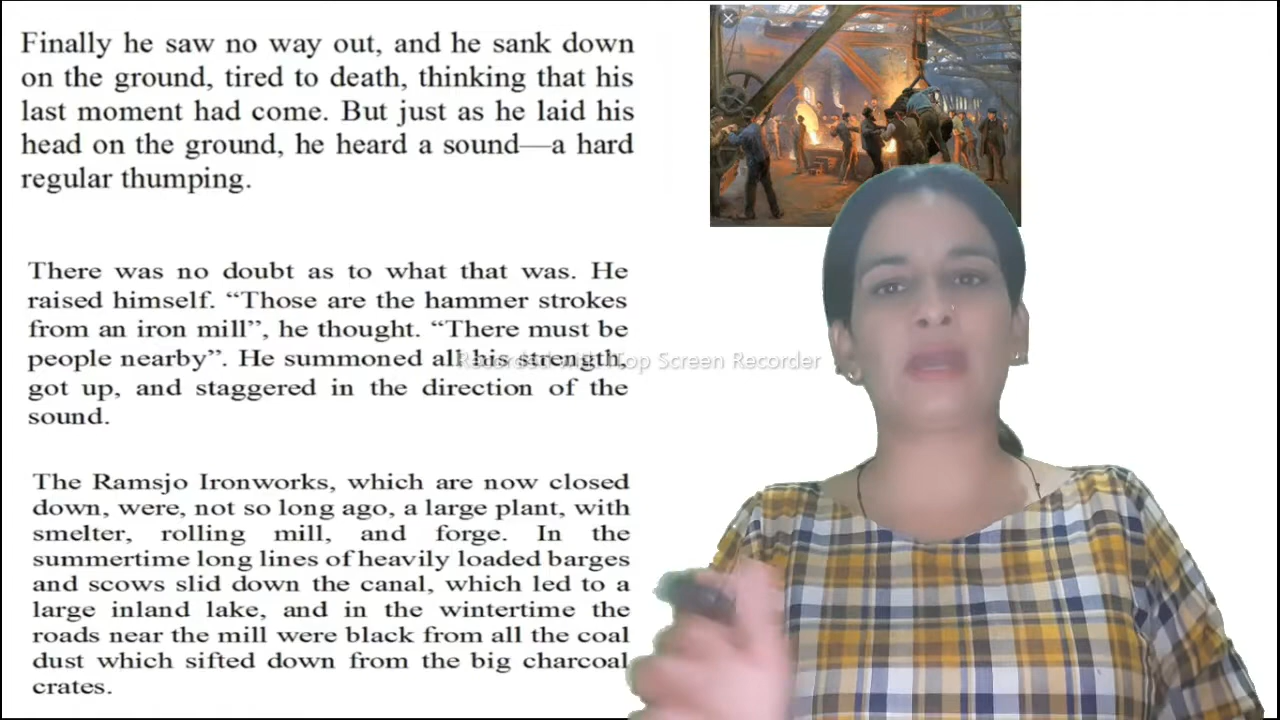 Finally he saw no way out, and he sank down
on the ground, tired to death, thinking that his
last moment had come. But just as he laid his
head on the ground, he heard a sound—a hard
regular thumping.
There was no doubt as to what that was. He
raised himself. “Those are the hammer strokes
from an iron mill”, he thought. “There must be
people nearby”. He summoned all his strength,
got up, and staggered in the direction of the
sound.
Recorded with iTop Screen Recorder
The Ramsjo Ironworks, which are now closed
down, were, not so long ago, a large plant, with
smelter, rolling mill, and forge. In the
summertime long lines of heavily loaded barges
and scows slid down the canal, which led to a
large inland lake, and in the wintertime the
roads near the mill were black from all the coal
dust which sifted down from the big charcoal
crates.